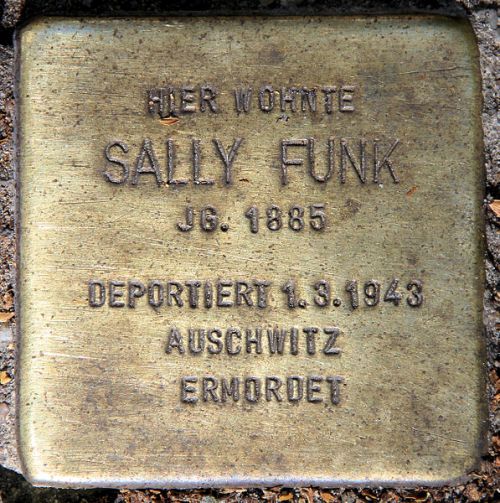 HIER WOHNTE
SALLY FUNK
JG. 1885
DEPORTIERT 1.3.1943
AUSCHWITZ
ERMORDET